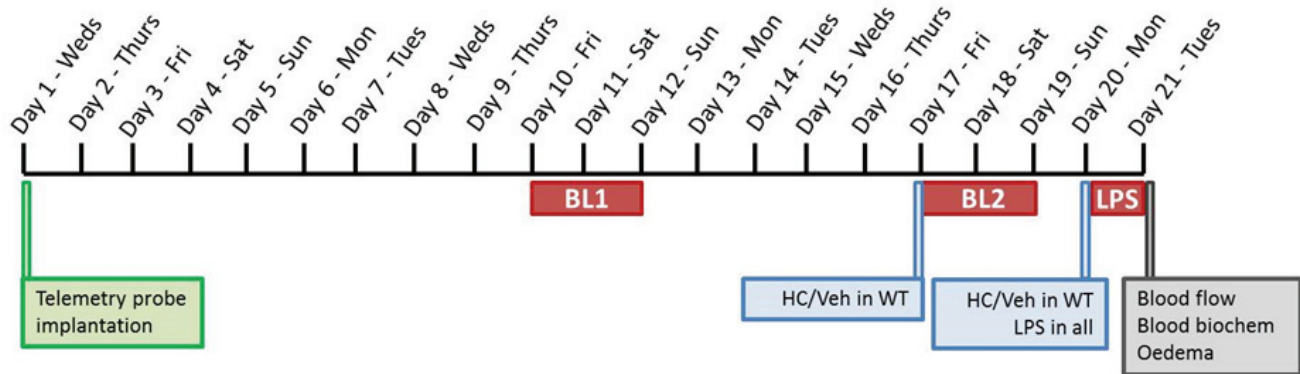 Day 1 - Weds
Day 2 - Thurs
Day 3 - Fri
Day 4 - Sat
Day 5 - Sun
Day 6 - Mon
Day 7 - Tues
Day 8 - Weds
Day 9 - Thurs
Day 10 - Fri
Day 11 - Sat
Day 12 - Sun
Day 13 - Mon
Day 14 - Tues
Day 15 - Weds
Day 16 - Thurs
Day 17 - Fri
Day 18 - Sat
Day 19 - Sun
Day 20 - Mon
Day 21 - Tues
BL1
BL2
LPS
Telemetry probe
implantation
HC/Veh in WT
HC/Veh in WT
LPS in all
Blood flow
Blood biochem
Oedema